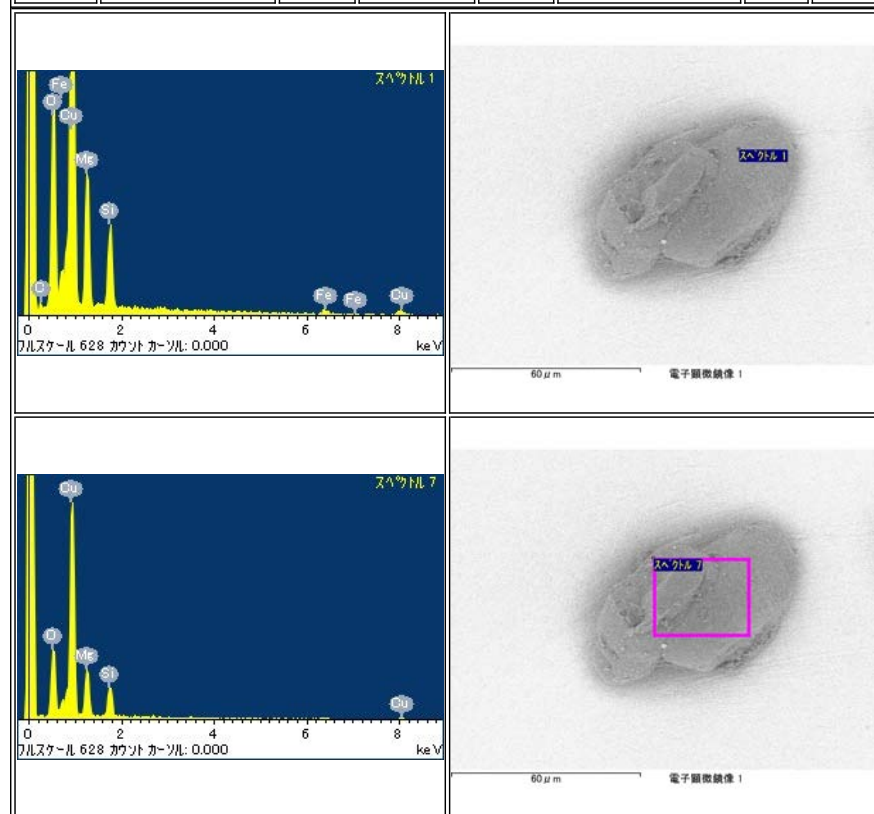 スペクトル 1
Fe
O
Cu
Mg
Si
C
Fe Fe Cu
0 2 4 6 8
フルスケール 628 カウント カーソル: 0.000 keV
スペクトル 1
60μm 電子顕微鏡像 1
スペクトル 7
Cu
O
Mg
Si
Cu
0 2 4 6 8
フルスケール 628 カウント カーソル: 0.000 keV
スペクトル 7
60μm 電子顕微鏡像 1